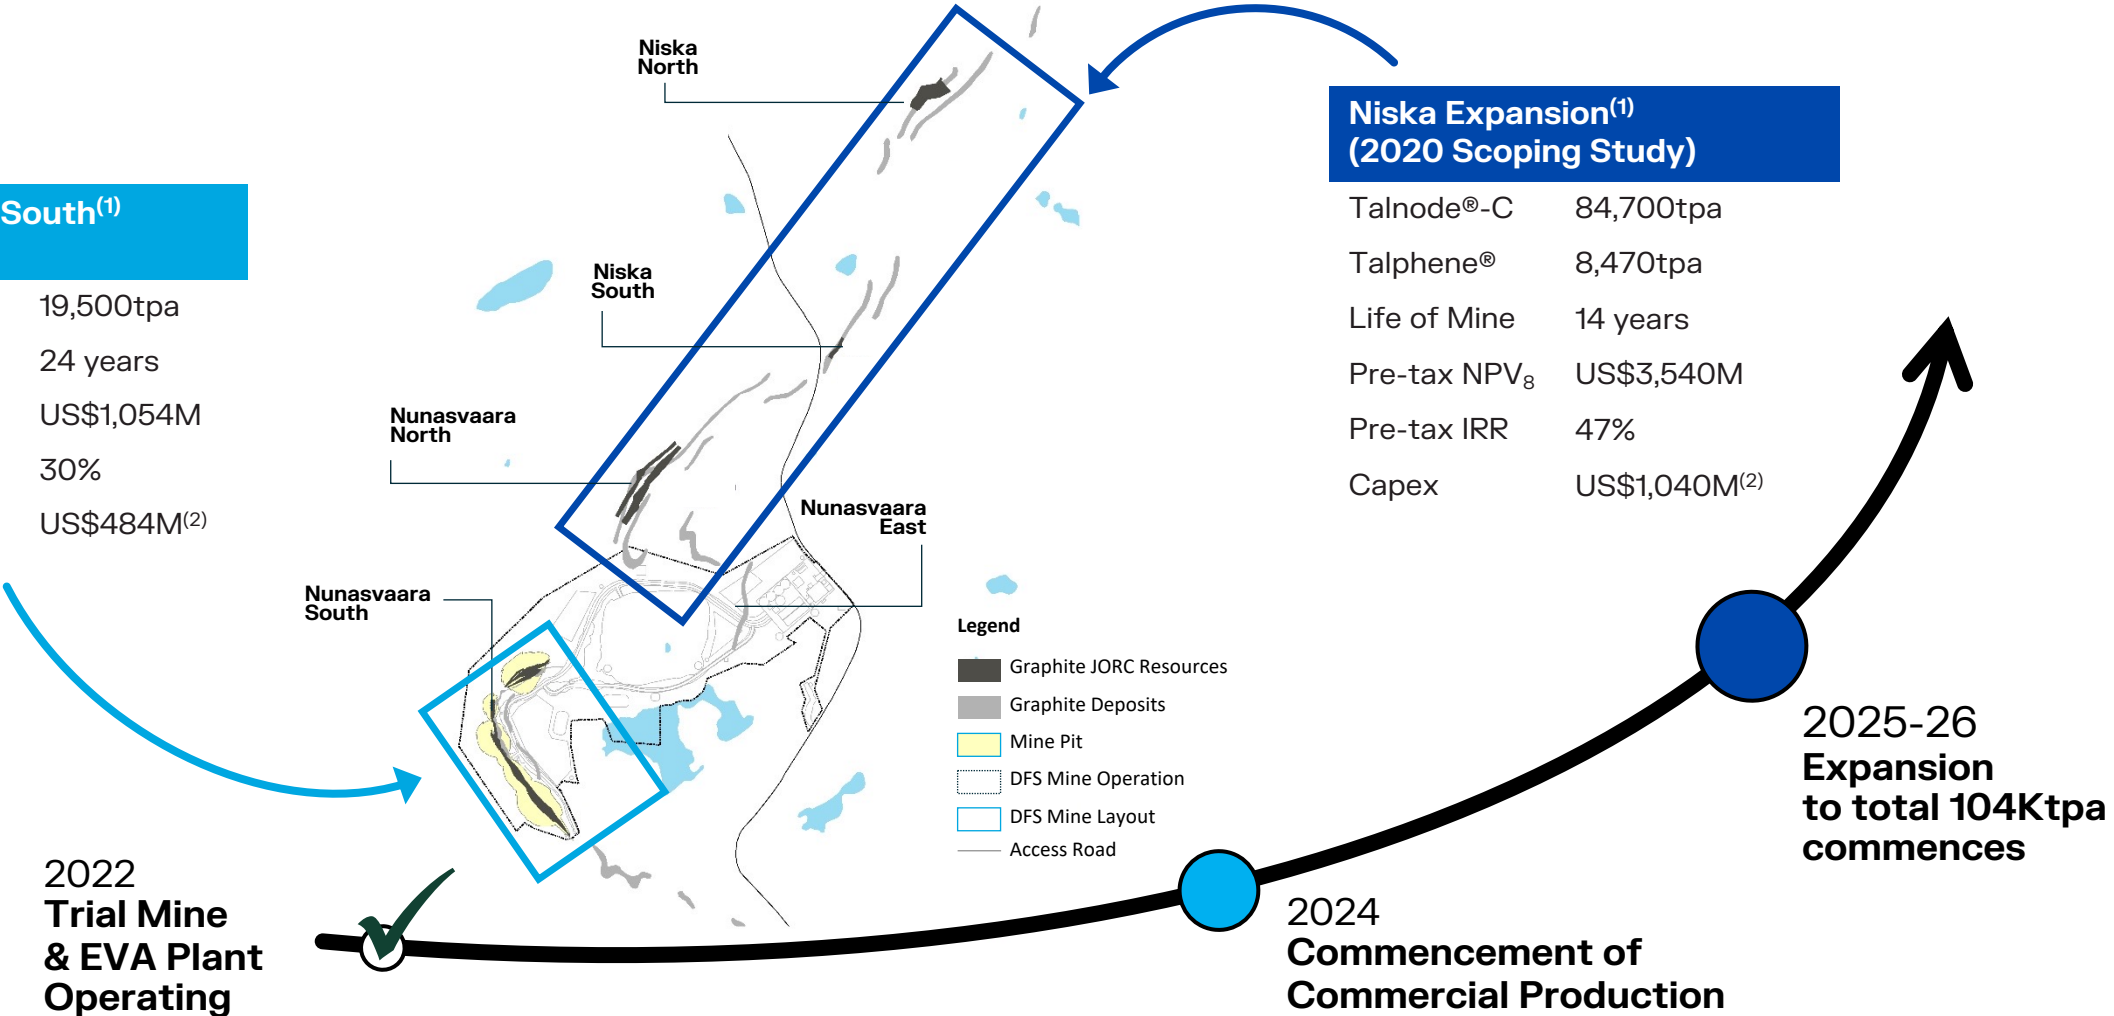 Niska
North
Niska Expansion(1)
(2020 Scoping Study)
Talnode®-C 84,700tpa
Talphene® 8,470tpa
Life of Mine 14 years
Pre-tax NPV8 US$3,540M
Pre-tax IRR 47%
Capex US$1,040M(2)
South(1)
19,500tpa
24 years
US$1,054M
30%
US$484M(2)
Niska
South
Nunasvaara
North
Nunasvaara
East
Nunasvaara
South
Legend
Graphite JORC Resources
Graphite Deposits
Mine Pit
DFS Mine Operation
DFS Mine Layout
Access Road
2022
Trial Mine
& EVA Plant
Operating
2024
Commencement of
Commercial Production
2025-26
Expansion
to total 104Ktpa
commences